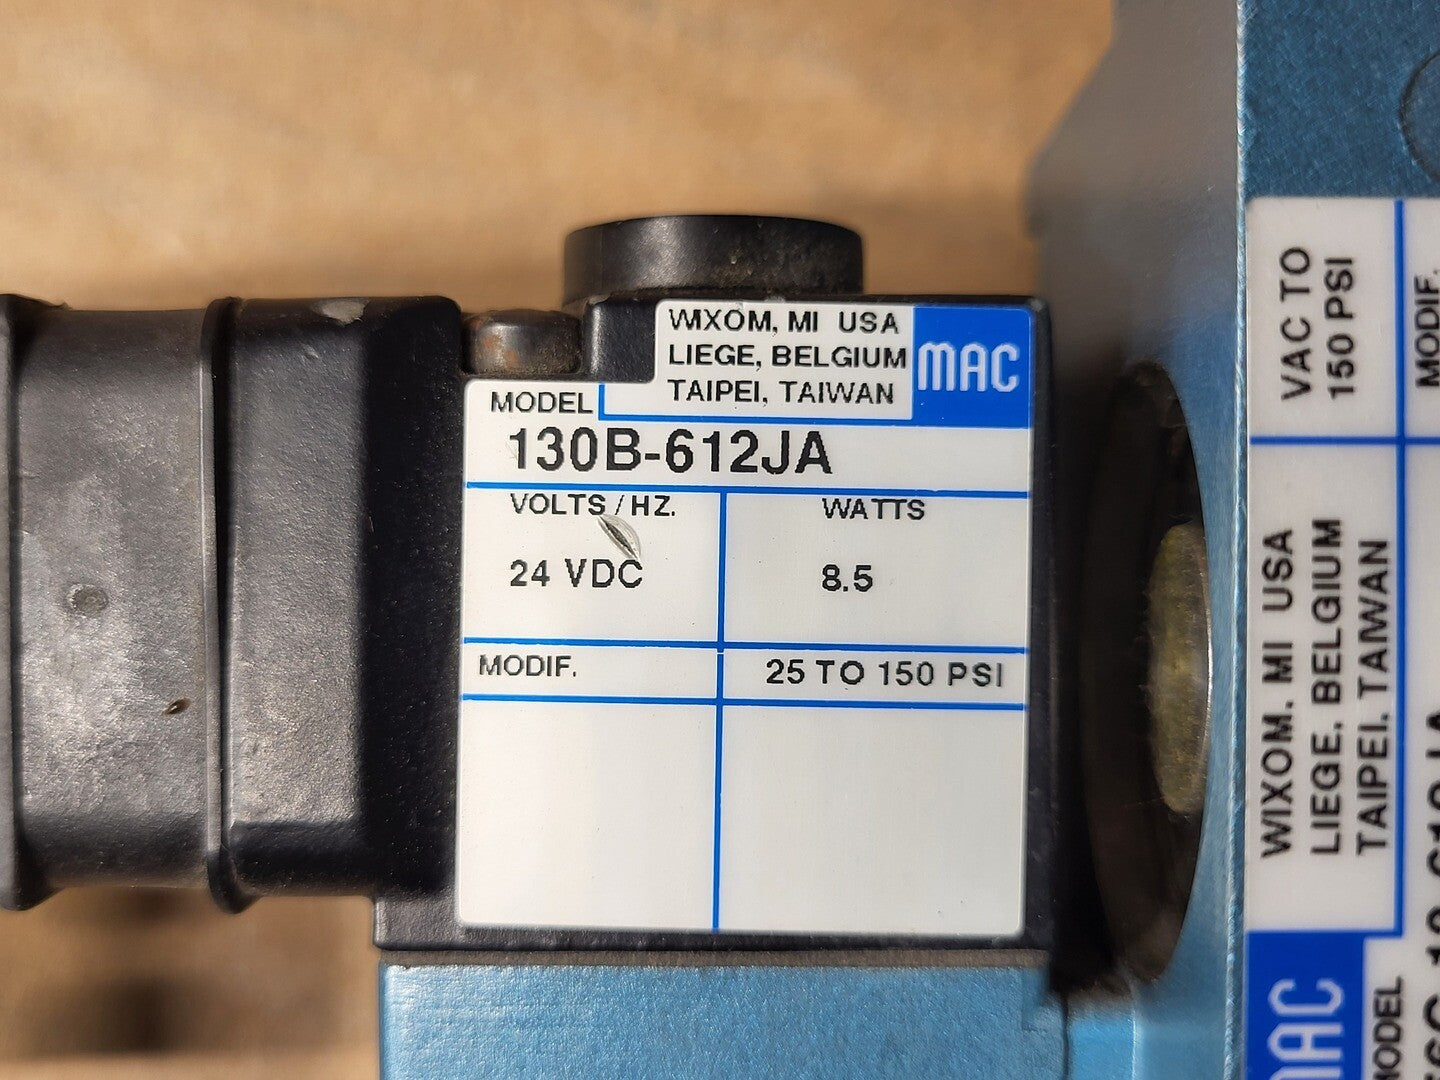 WIXOM, MI USA
LIEGE, BELGIUM
TAIPEI, TAIWAN
MAC
MODEL
130B-612JA
VOLTS / HZ.
WATTS
24 VDC
8.5
MODIF.
25 TO 150 PSI
VAC TO
150 PSI
MODIF.
WIXOM. MI USA
LIEGE. BELGIUM
TAIPEI. TAIWAN
MAC
MODEL